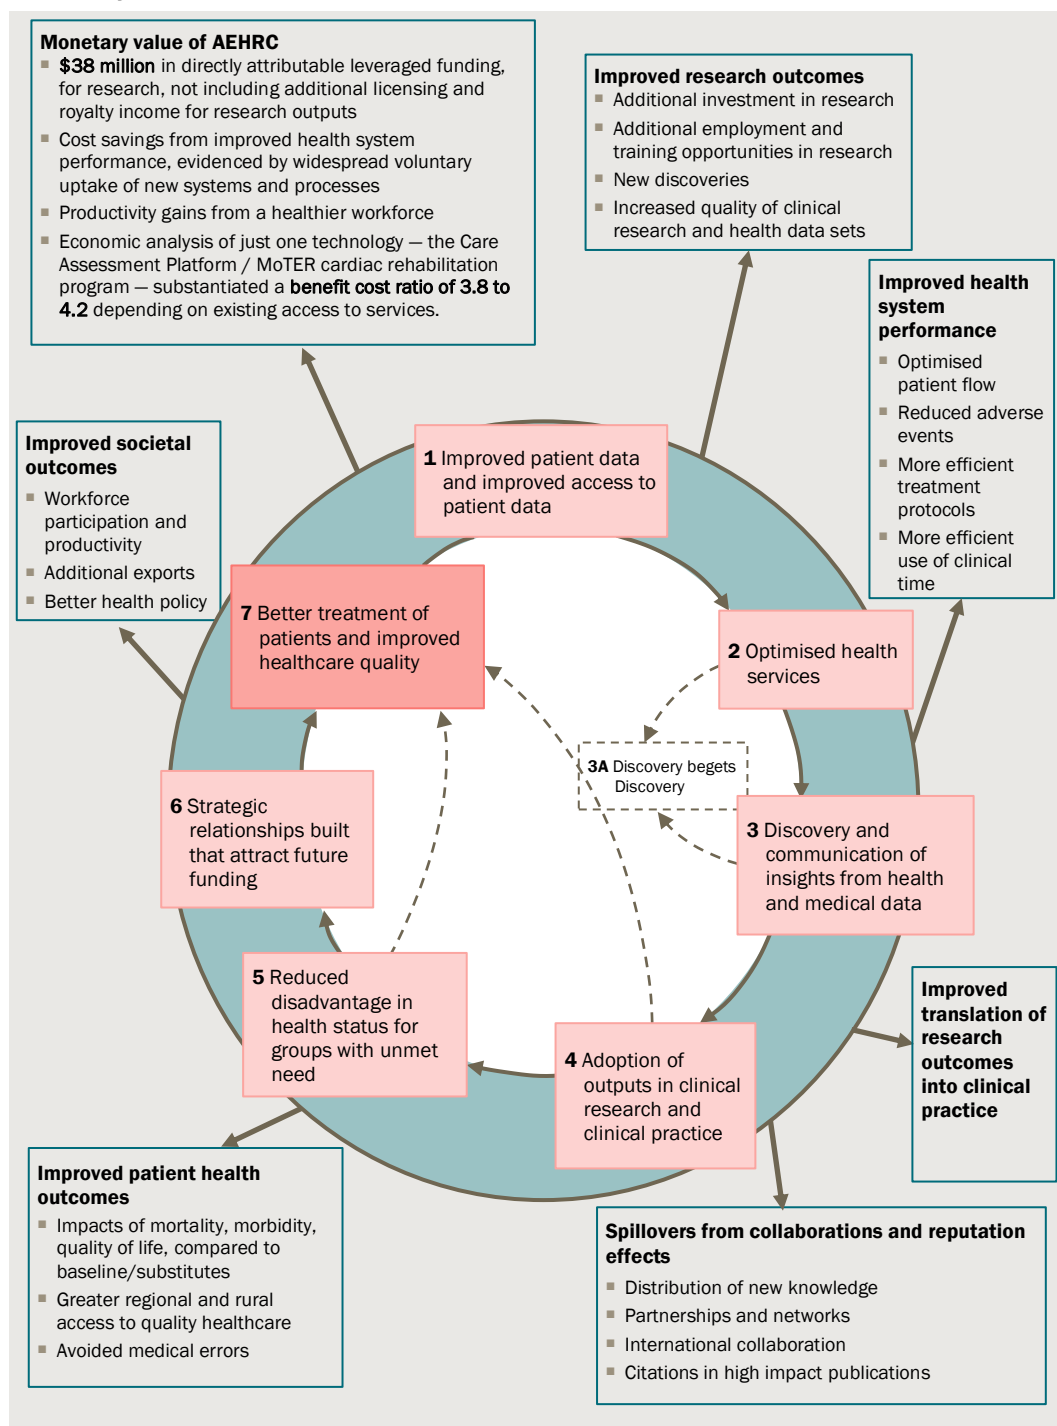 Monetary value of AEHRC
▪ $38 million in directly attributable leveraged funding,
for research, not including additional licensing and
royalty income for research outputs
▪ Cost savings from improved health system
performance, evidenced by widespread voluntary
uptake of new systems and processes
▪ Productivity gains from a healthier workforce
▪ Economic analysis of just one technology — the Care
Assessment Platform / MoTER cardiac rehabilitation
program — substantiated a benefit cost ratio of 3.8 to
4.2 depending on existing access to services.
Improved research outcomes
▪ Additional investment in research
▪ Additional employment and
training opportunities in research
▪ New discoveries
▪ Increased quality of clinical
research and health data sets
Improved health
system
performance
▪ Optimised
patient flow
▪ Reduced adverse
events
▪ More efficient
treatment
protocols
▪ More efficient
use of clinical
time
Improved societal
outcomes
▪ Workforce
participation and
productivity
▪ Additional exports
▪ Better health policy
1 Improved patient data
and improved access to
patient data
7 Better treatment of
patients and improved
healthcare quality
2 Optimised health
services
3A Discovery begets
Discovery
6 Strategic
relationships built
that attract future
funding
3 Discovery and
communication of
insights from health
and medical data
5 Reduced
disadvantage in
health status for
groups with unmet
need
4 Adoption of
outputs in clinical
research and
clinical practice
Improved
translation of
research
outcomes
into clinical
practice
Improved patient health
outcomes
▪ Impacts of mortality, morbidity,
quality of life, compared to
baseline/substitutes
▪ Greater regional and rural
access to quality healthcare
▪ Avoided medical errors
Spillovers from collaborations and reputation
effects
▪ Distribution of new knowledge
▪ Partnerships and networks
▪ International collaboration
▪ Citations in high impact publications